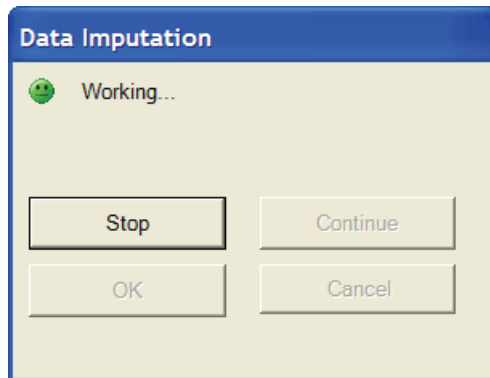 Data Imputation
Working...
Stop
Continue
OK
Cancel